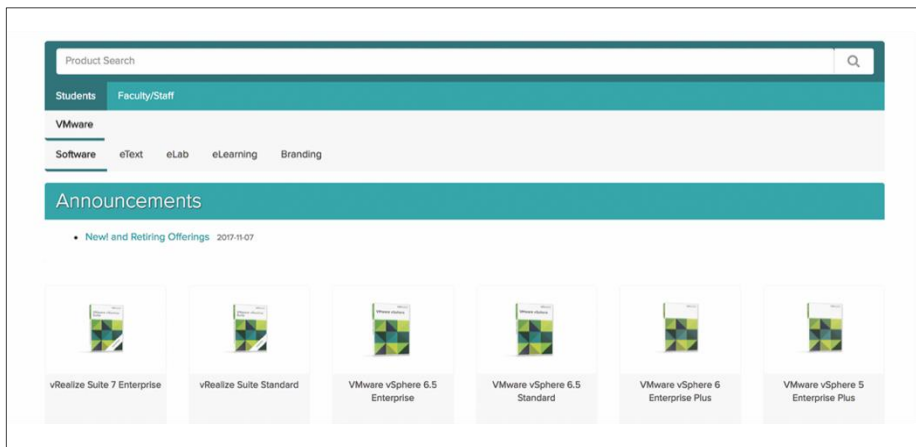 Product Search
Students Faculty/Staff
VMware
Software eText eLab eLearning Branding
Announcements
• New! and Retiring Offerings 2017-11-07
vRealize Suite 7 Enterprise
vRealize Suite Standard
VMware vSphere 6.5
Enterprise
VMware vSphere 6.5
Standard
VMware vSphere 6
Enterprise Plus
VMware vSphere 5
Enterprise Plus